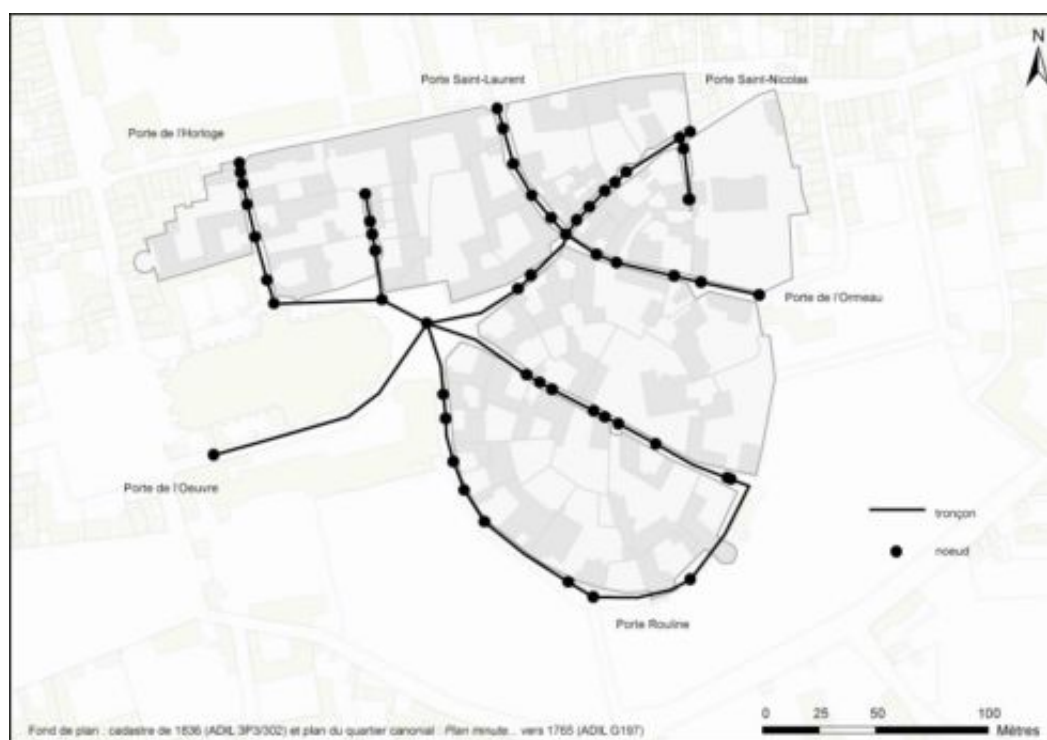 N
Porte Saint-Laurent
Porte Saint-Nicolas
Porte de l'Horloge
Porte de l'Ormeau
Porte de l'Oeuvre
tronçon
noeud
Porte Rouline
0 25 50 100
Mètres
Fond de plan : cadastre de 1836 (ADIL 3P3/302) et plan du quartier canonial : Plan minute... vers 1765 (ADIL G197)